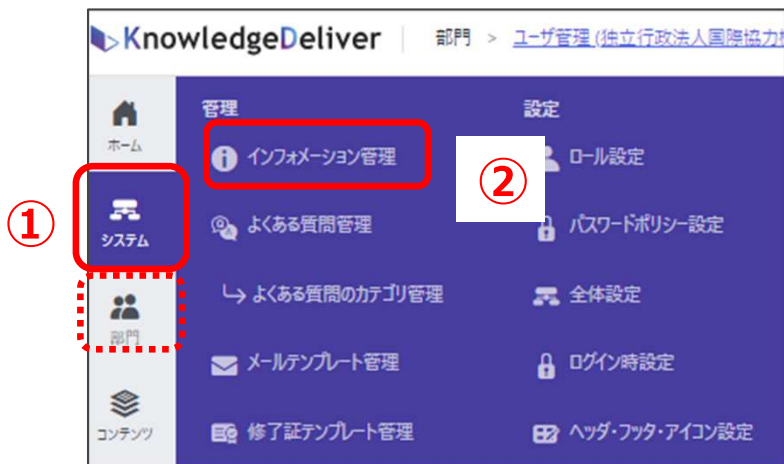 KnowledgeDeliver 部門 > ユーザ管理 (独立行政法人国際協力
管理 設定
ホーム
インフォメーション管理 ロール設定
①
②
システム
よくある質問管理 パスワードポリシー設定
よくある質問のカテゴリ管理 全体設定
部門
メールテンプレート管理 ログイン時設定
コンテンツ
修了証テンプレート管理 ヘッダ・フッタ・アイコン設定